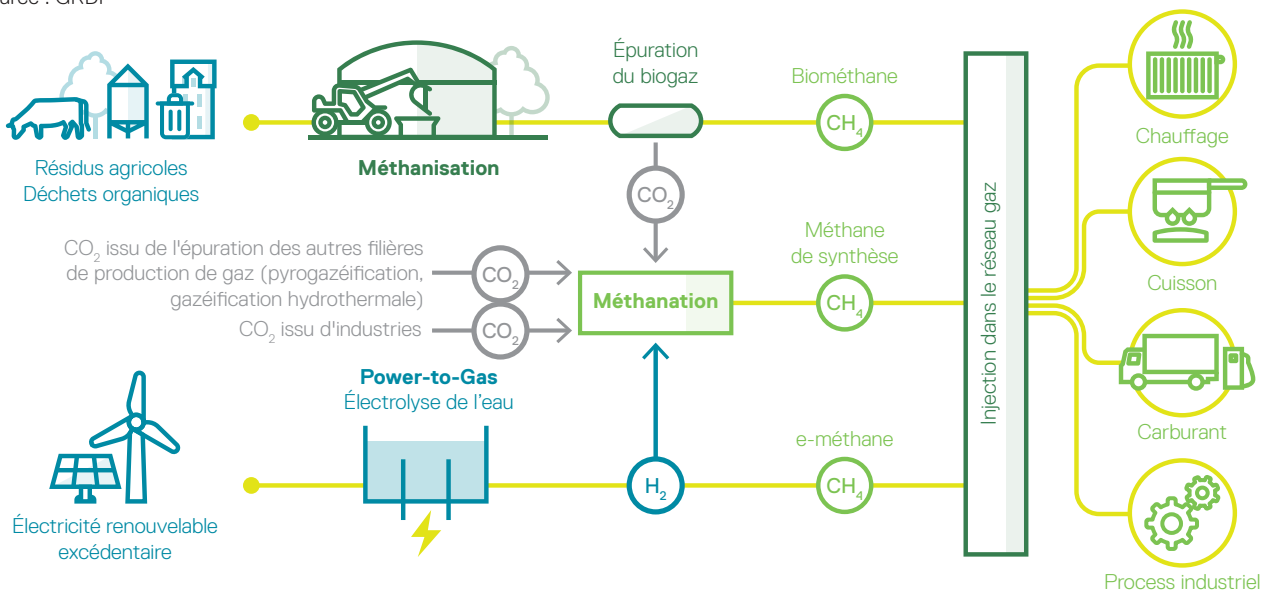 Épuration
du biogaz
Biométhane
CH4
CH4
CH4
Chauffage
Résidus agricoles
Déchets organiques
Méthanisation
CO2
CO2 issu de l'épuration des autres filières
de production de gaz (pyrogazéification,
gazéification hydrothermale)
CO2
CO2 issu d'industries
CO2
Méthanation
Méthane
de synthèse
Injection dans le réseau gaz
Cuisson
Power-to-Gas
Électrolyse de l'eau
H2
e-méthane
Carburant
Électricité renouvelable
excédentaire
Process industriel